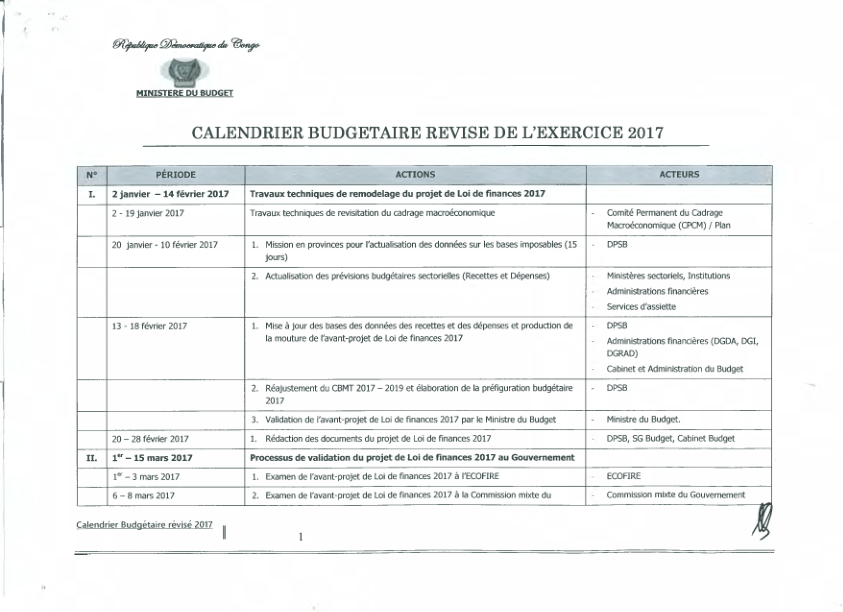 République Démocratique du Congo
MINISTERE DU BUDGET
CALENDRIER BUDGETAIRE REVISE DE L'EXERCICE 2017
N° PÉRIODE ACTIONS ACTEURS
I. 2 janvier – 14 février 2017 Travaux techniques de remodelage du projet de Loi de finances 2017
2 - 19 janvier 2017 Travaux techniques de revisitation du cadrage macroéconomique - Comité Permanent du Cadrage
Macroéconomique (CPCM) / Plan
20 janvier - 10 février 2017 1. Mission en provinces pour l'actualisation des données sur les bases imposables (15 - DPSB
jours)
2. Actualisation des prévisions budgétaires sectorielles (Recettes et Dépenses) - Ministères sectoriels, Institutions
- Administrations financières
- Services d'assiette
13 - 18 février 2017 1. Mise à jour des bases des données des recettes et des dépenses et production de - DPSB
la mouture de l'avant-projet de Loi de finances 2017 - Administrations financières (DGDA, DGI,
DGRAD)
- Cabinet et Administration du Budget
2. Réajustement du CBMT 2017 – 2019 et élaboration de la préfiguration budgétaire - DPSB
2017
3. Validation de l'avant-projet de Loi de finances 2017 par le Ministre du Budget - Ministre du Budget.
20 – 28 février 2017 1. Rédaction des documents du projet de Loi de finances 2017 - DPSB, SG Budget, Cabinet Budget
II. 1er – 15 mars 2017 Processus de validation du projet de Loi de finances 2017 au Gouvernement
1er – 3 mars 2017 1. Examen de l'avant-projet de Loi de finances 2017 à l'ECOFIRE - ECOFIRE
6 – 8 mars 2017 2. Examen de l'avant-projet de Loi de finances 2017 à la Commission mixte du - Commission mixte du Gouvernement
Calendrier Budgétaire révisé 2017
1